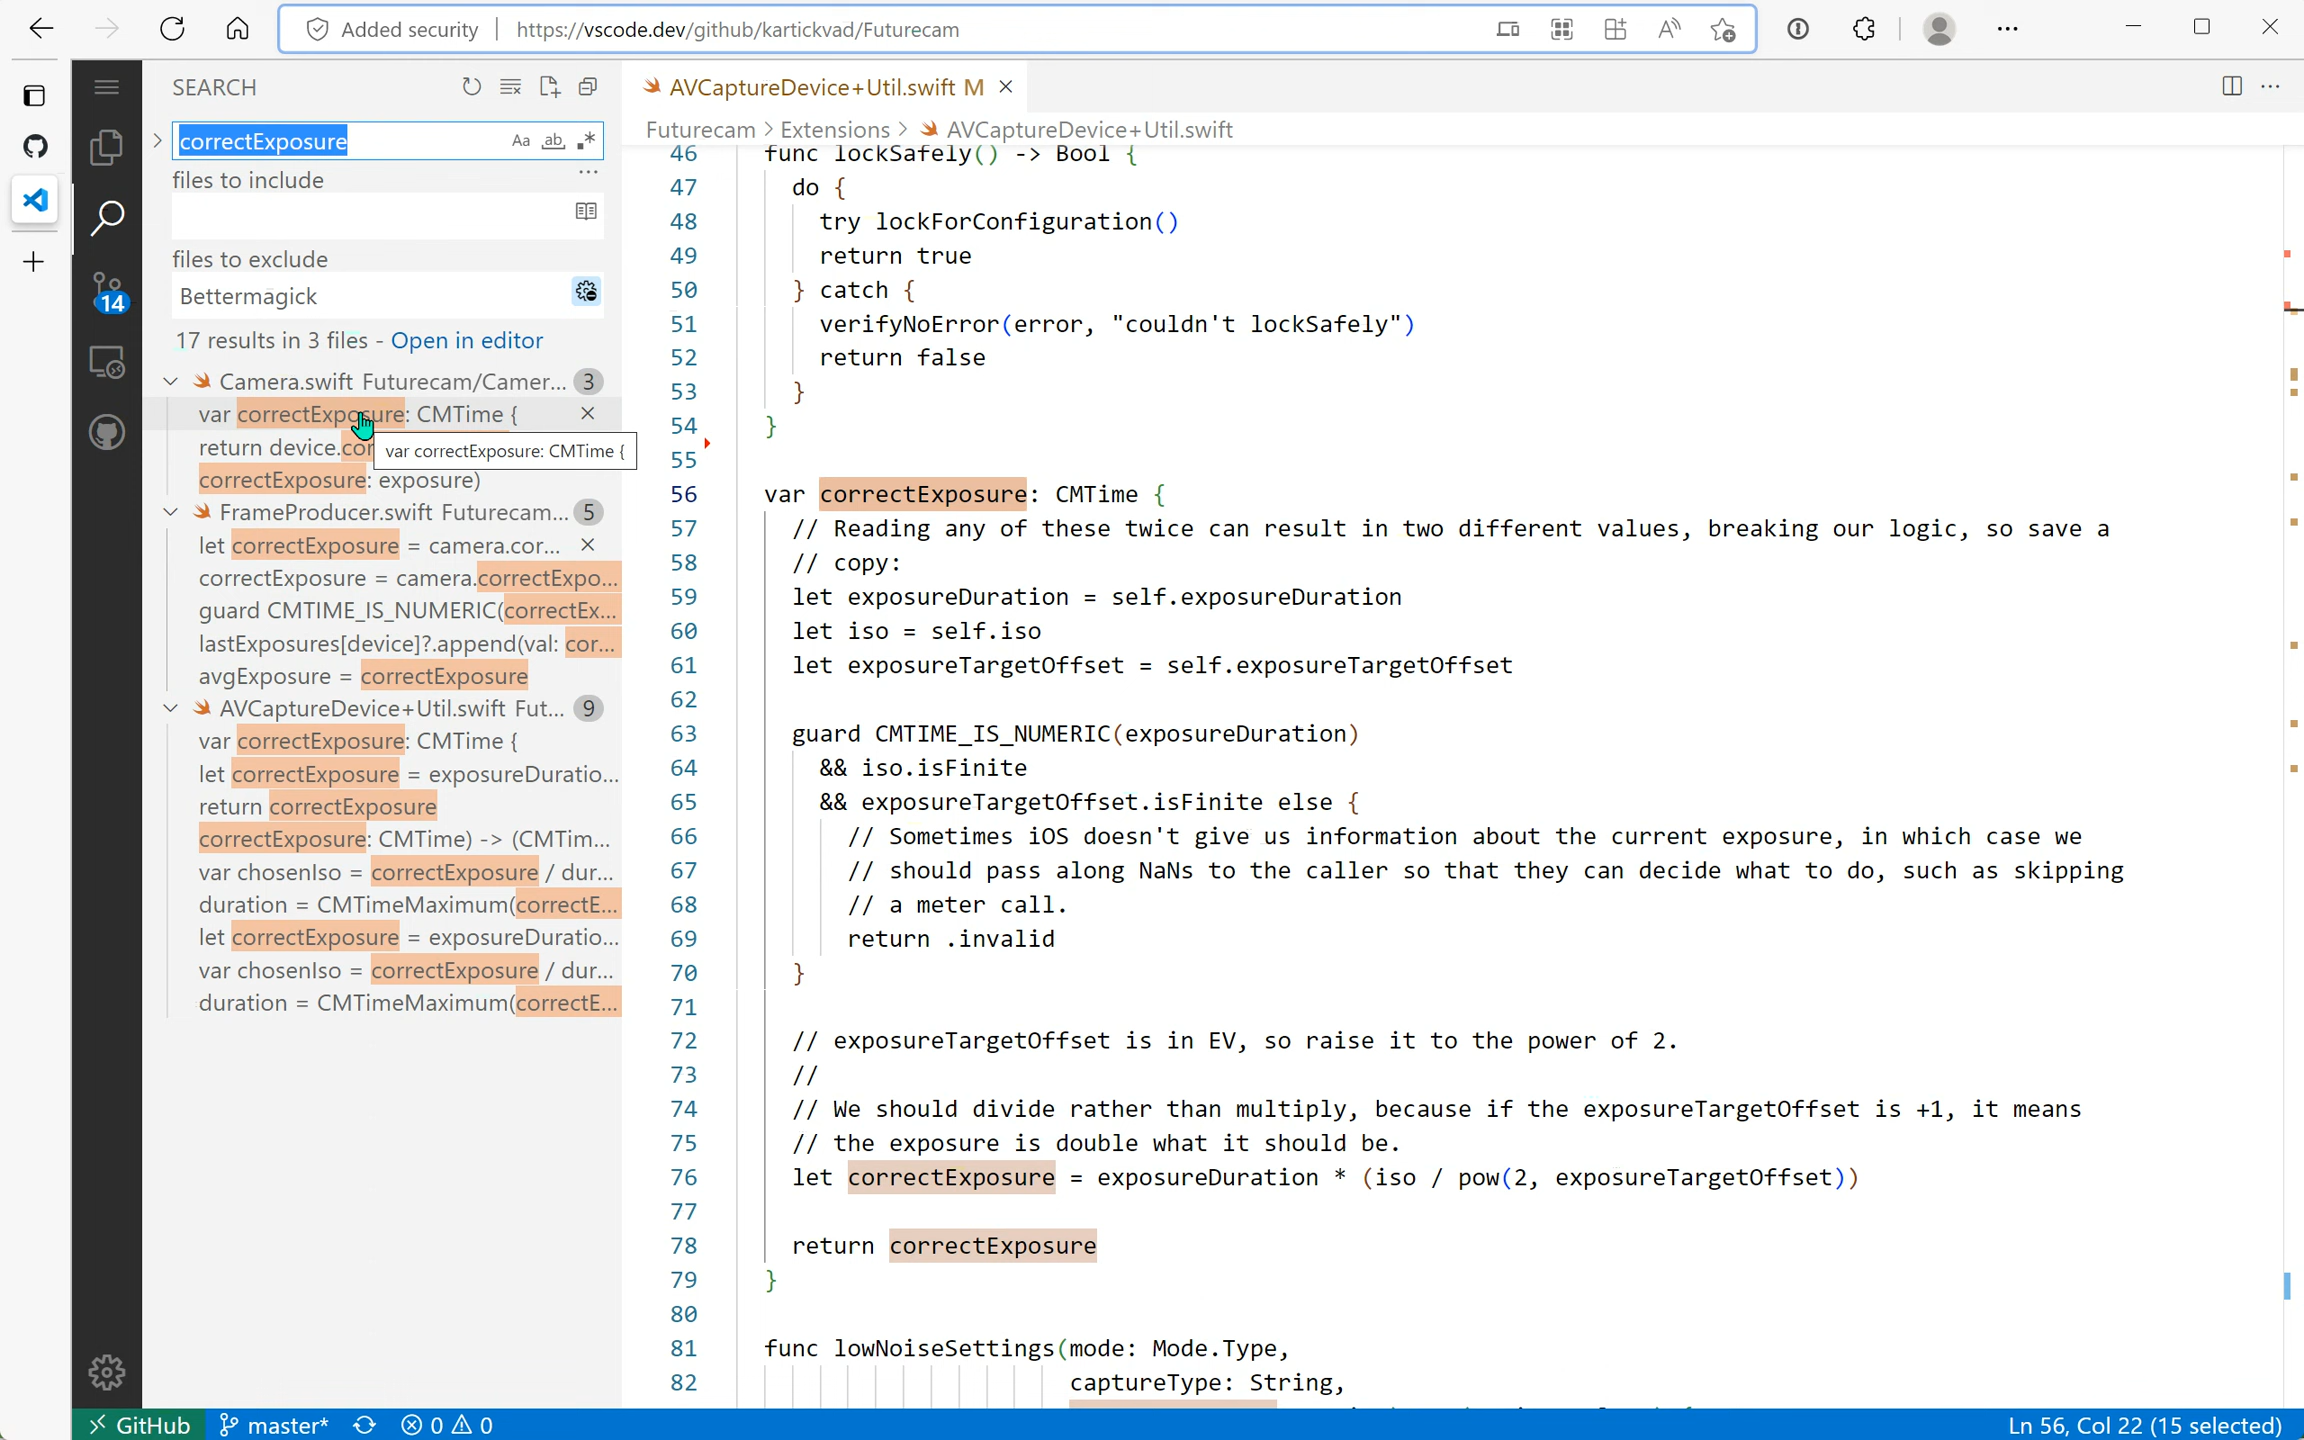 Added security https://vscode.dev/github/kartickvad/Futurecam
SEARCH
correctExposure Aa ab
files to include
files to exclude
Bettermagick
17 results in 3 files - Open in editor
Camera.swift Futurecam/Camer... 3
var correctExposure: CMTime {
return device.cor
var correctExposure: CMTime {
correctExposure: exposure)
FrameProducer.swift Futurecam... 5
let correctExposure = camera.cor...
correctExposure = camera.correctExpo...
guard CMTIME_IS_NUMERIC(correctEx...
lastExposures[device]?.append(val: cor...
avgExposure = correctExposure
AVCaptureDevice+Util.swift Fut... 9
var correctExposure: CMTime {
let correctExposure = exposureDuratio...
return correctExposure
correctExposure: CMTime) -> (CMTim...
var chosenIso = correctExposure / dur...
duration = CMTimeMaximum(correctE...
let correctExposure = exposureDuratio...
var chosenIso = correctExposure / dur...
duration = CMTimeMaximum(correctE...
14
AVCaptureDevice+Util.swift M
Futurecam > Extensions > AVCaptureDevice+Util.swift
46 func lockSafely() -> Bool {
47 do {
48 try lockForConfiguration()
49 return true
50 } catch {
51 verifyNoError(error, "couldn't lockSafely")
52 return false
53 }
54 }
55
56 var correctExposure: CMTime {
57 // Reading any of these twice can result in two different values, breaking our logic, so save a
58 // copy:
59 let exposureDuration = self.exposureDuration
60 let iso = self.iso
61 let exposureTargetOffset = self.exposureTargetOffset
62
63 guard CMTIME_IS_NUMERIC(exposureDuration)
64 && iso.isFinite
65 && exposureTargetOffset.isFinite else {
66 // Sometimes iOS doesn't give us information about the current exposure, in which case we
67 // should pass along NaNs to the caller so that they can decide what to do, such as skipping
68 // a meter call.
69 return .invalid
70 }
71
72 // exposureTargetOffset is in EV, so raise it to the power of 2.
73 //
74 // We should divide rather than multiply, because if the exposureTargetOffset is +1, it means
75 // the exposure is double what it should be.
76 let correctExposure = exposureDuration * (iso / pow(2, exposureTargetOffset))
77
78 return correctExposure
79 }
80
81 func lowNoiseSettings(mode: Mode.Type,
82 captureType: String,
GitHub master* 0 0 Ln 56, Col 22 (15 selected)